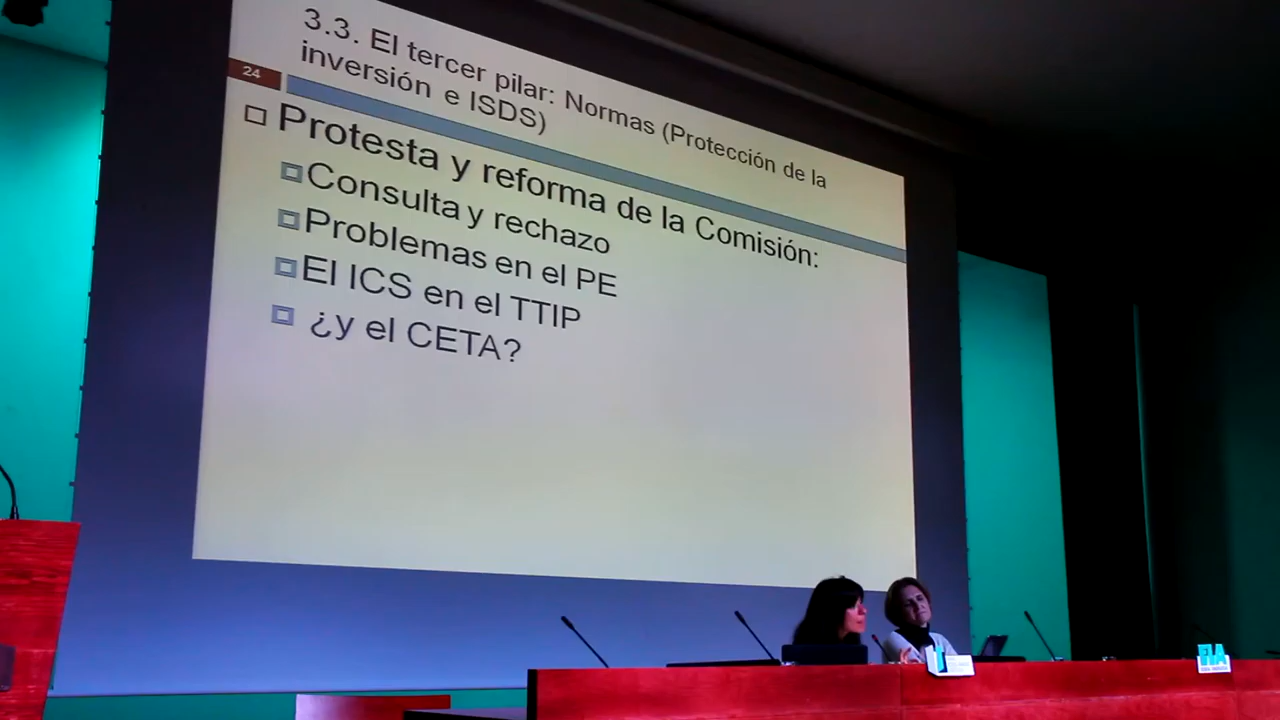 3.3. El tercer pilar: Normas (Protección de la
inversión e ISDS)
24
Protesta y reforma de la Comisión:
Consulta y rechazo
Problemas en el PE
El ICS en el TTIP
¿y el CETA?